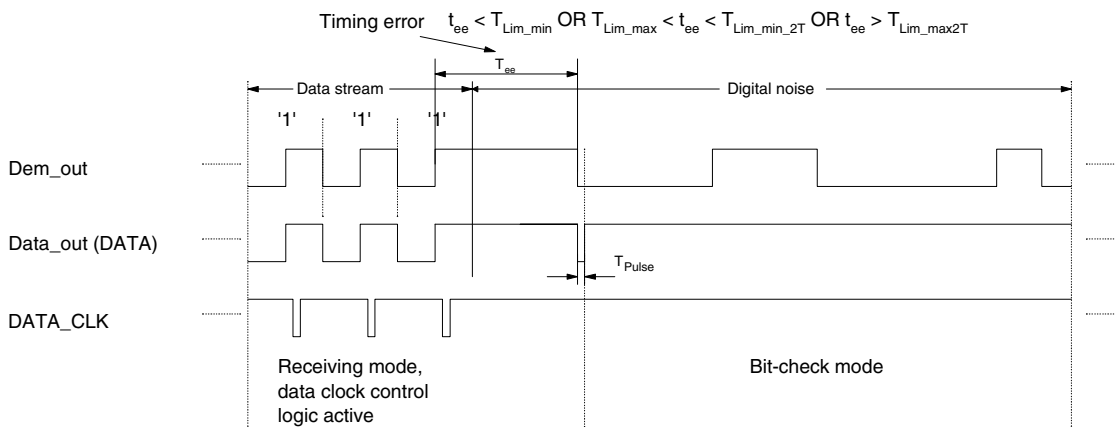 Timing error t_ee < T_Lim_min OR T_Lim_max < t_ee < T_Lim_min_2T OR t_ee > T_Lim_max2T
T_ee
Data stream Digital noise
'1' '1' '1'
Dem_out
Data_out (DATA)
T_Pulse
DATA_CLK
Receiving mode, Bit-check mode
data clock control
logic active